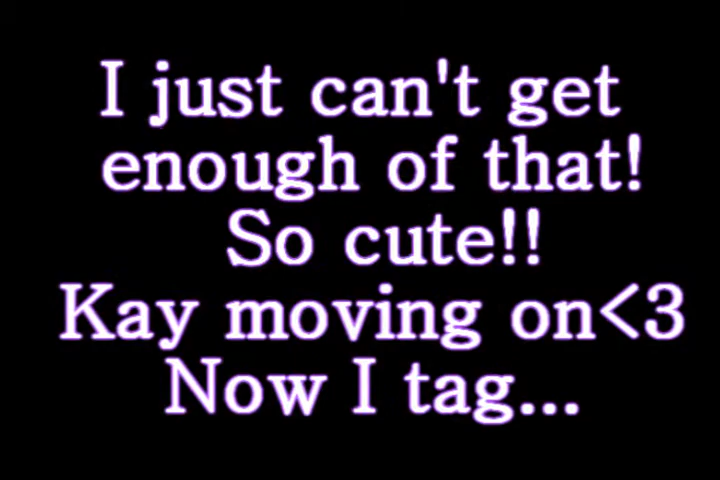 I just can't get
enough of that!
So cute!!
Kay moving on<3
Now I tag...